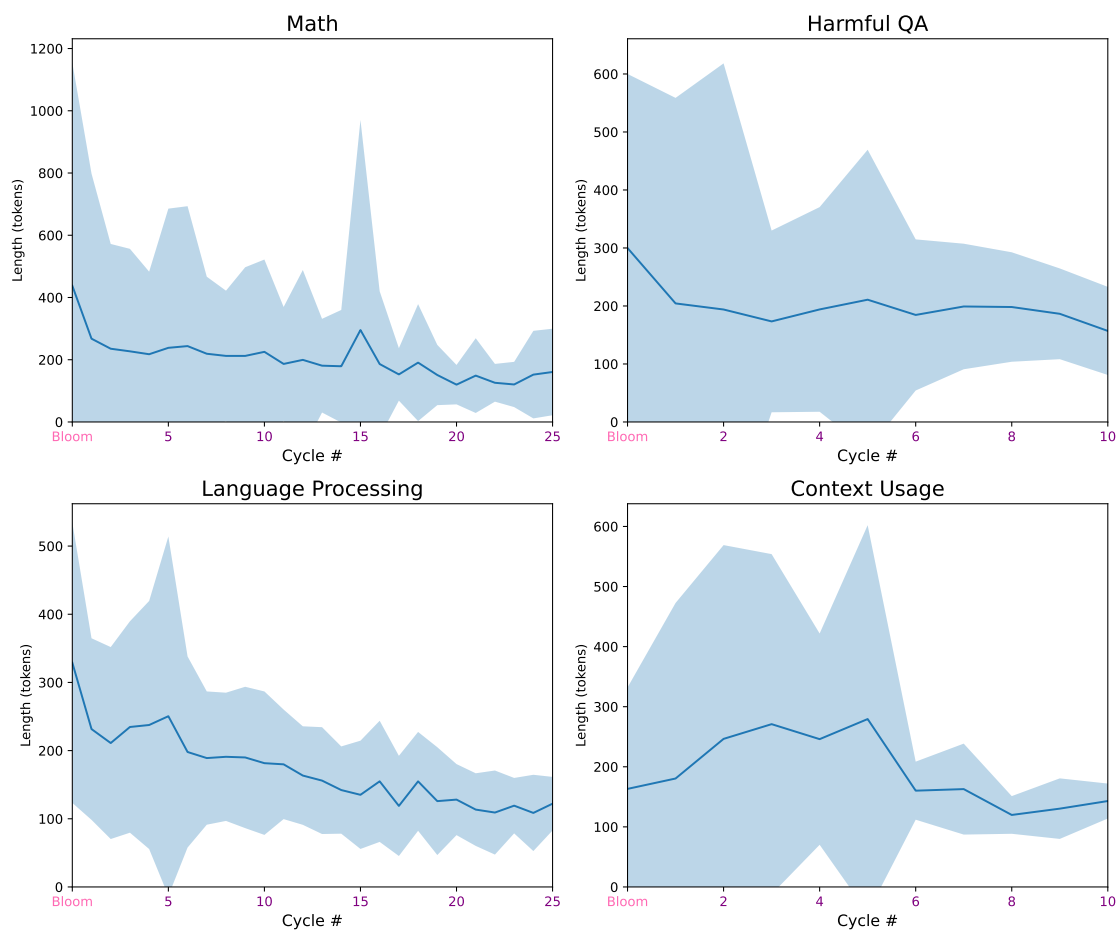 Math
1200
1000
800
600
400
200
0
Length (tokens)
Bloom 5 10 15 20 25
Cycle #
Harmful QA
600
500
400
300
200
100
0
Length (tokens)
Bloom 2 4 6 8 10
Cycle #
Language Processing
500
400
300
200
100
0
Length (tokens)
Bloom 5 10 15 20 25
Cycle #
Context Usage
600
500
400
300
200
100
0
Length (tokens)
Bloom 2 4 6 8 10
Cycle #